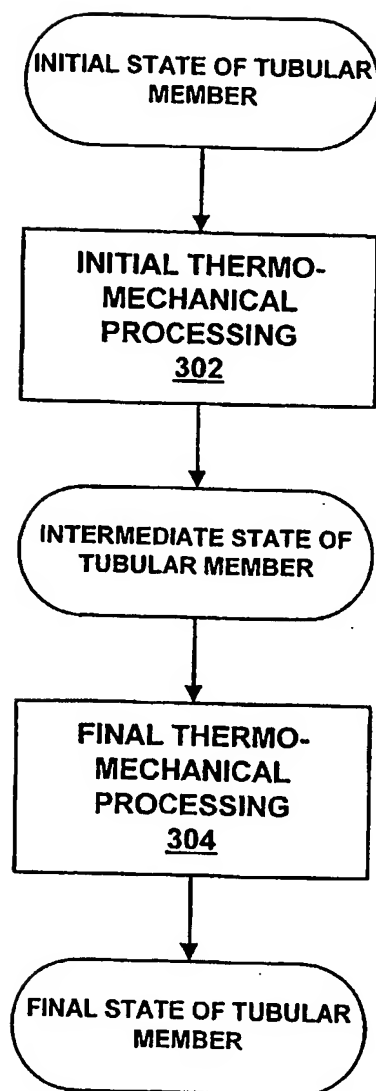 INITIAL STATE OF TUBULAR
MEMBER
INITIAL THERMO-
MECHANICAL
PROCESSING
302
INTERMEDIATE STATE OF
TUBULAR MEMBER
FINAL THERMO-
MECHANICAL
PROCESSING
304
FINAL STATE OF TUBULAR
MEMBER